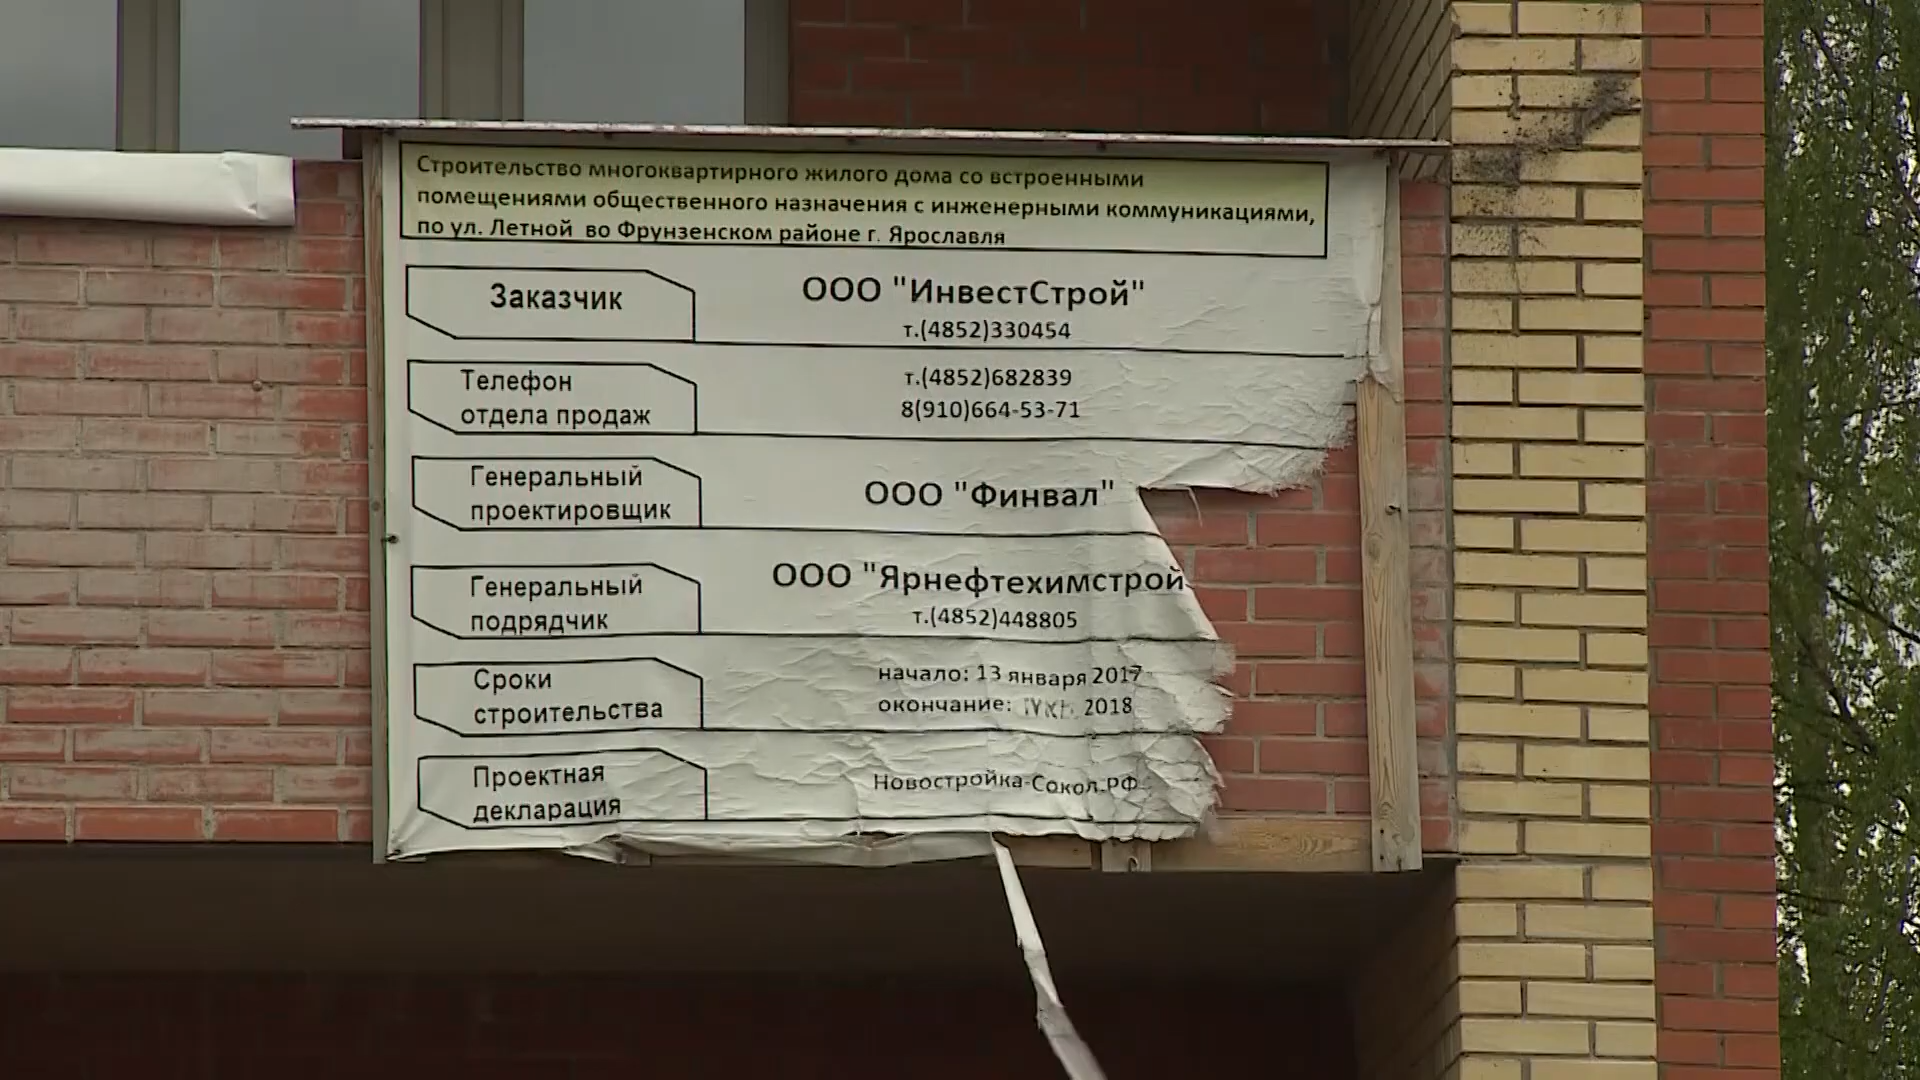 Строительство многоквартирного жилого дома со встроенными
помещениями общественного назначения с инженерными коммуникациями,
по ул. Летной во Фрунзенском районе г. Ярославля
Заказчик
ООО "ИнвестСтрой"
т.(4852)330454
Телефон
отдела продаж
т.(4852)682839
8(910)664-53-71
Генеральный
проектировщик
ООО "Финвал"
Генеральный
подрядчик
ООО "Ярнефтехимстрой
т.(4852)448805
Сроки
строительства
начало: 13 января 2017
окончание: 2018
Проектная
декларация
Новостройка-Сокол.РФ